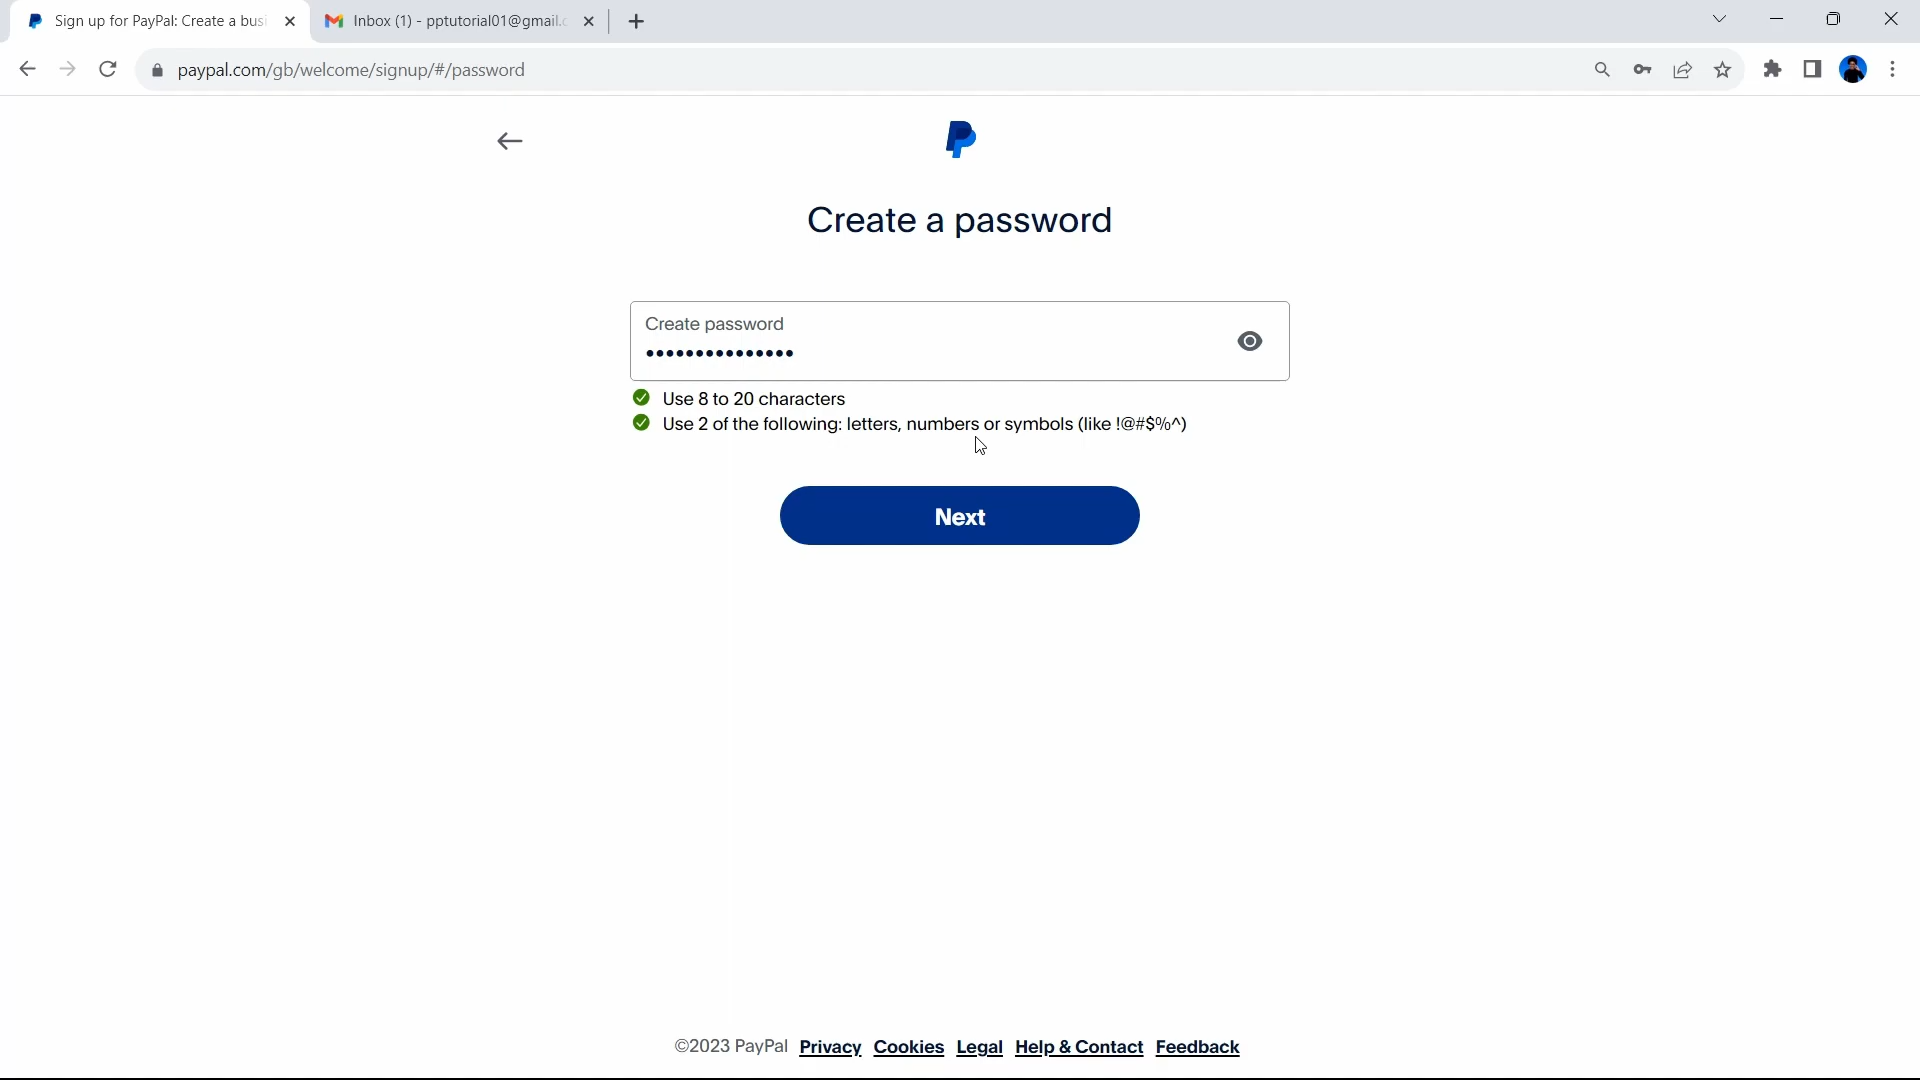 Sign up for PayPal: Create a busi
Inbox (1) - pptutorial01@gmail.c
paypal.com/gb/welcome/signup/#/password
Create a password
Create password
•••••••••••••••
Use 8 to 20 characters
Use 2 of the following: letters, numbers or symbols (like !@#$%^)
Next
©2023 PayPal Privacy Cookies Legal Help & Contact Feedback